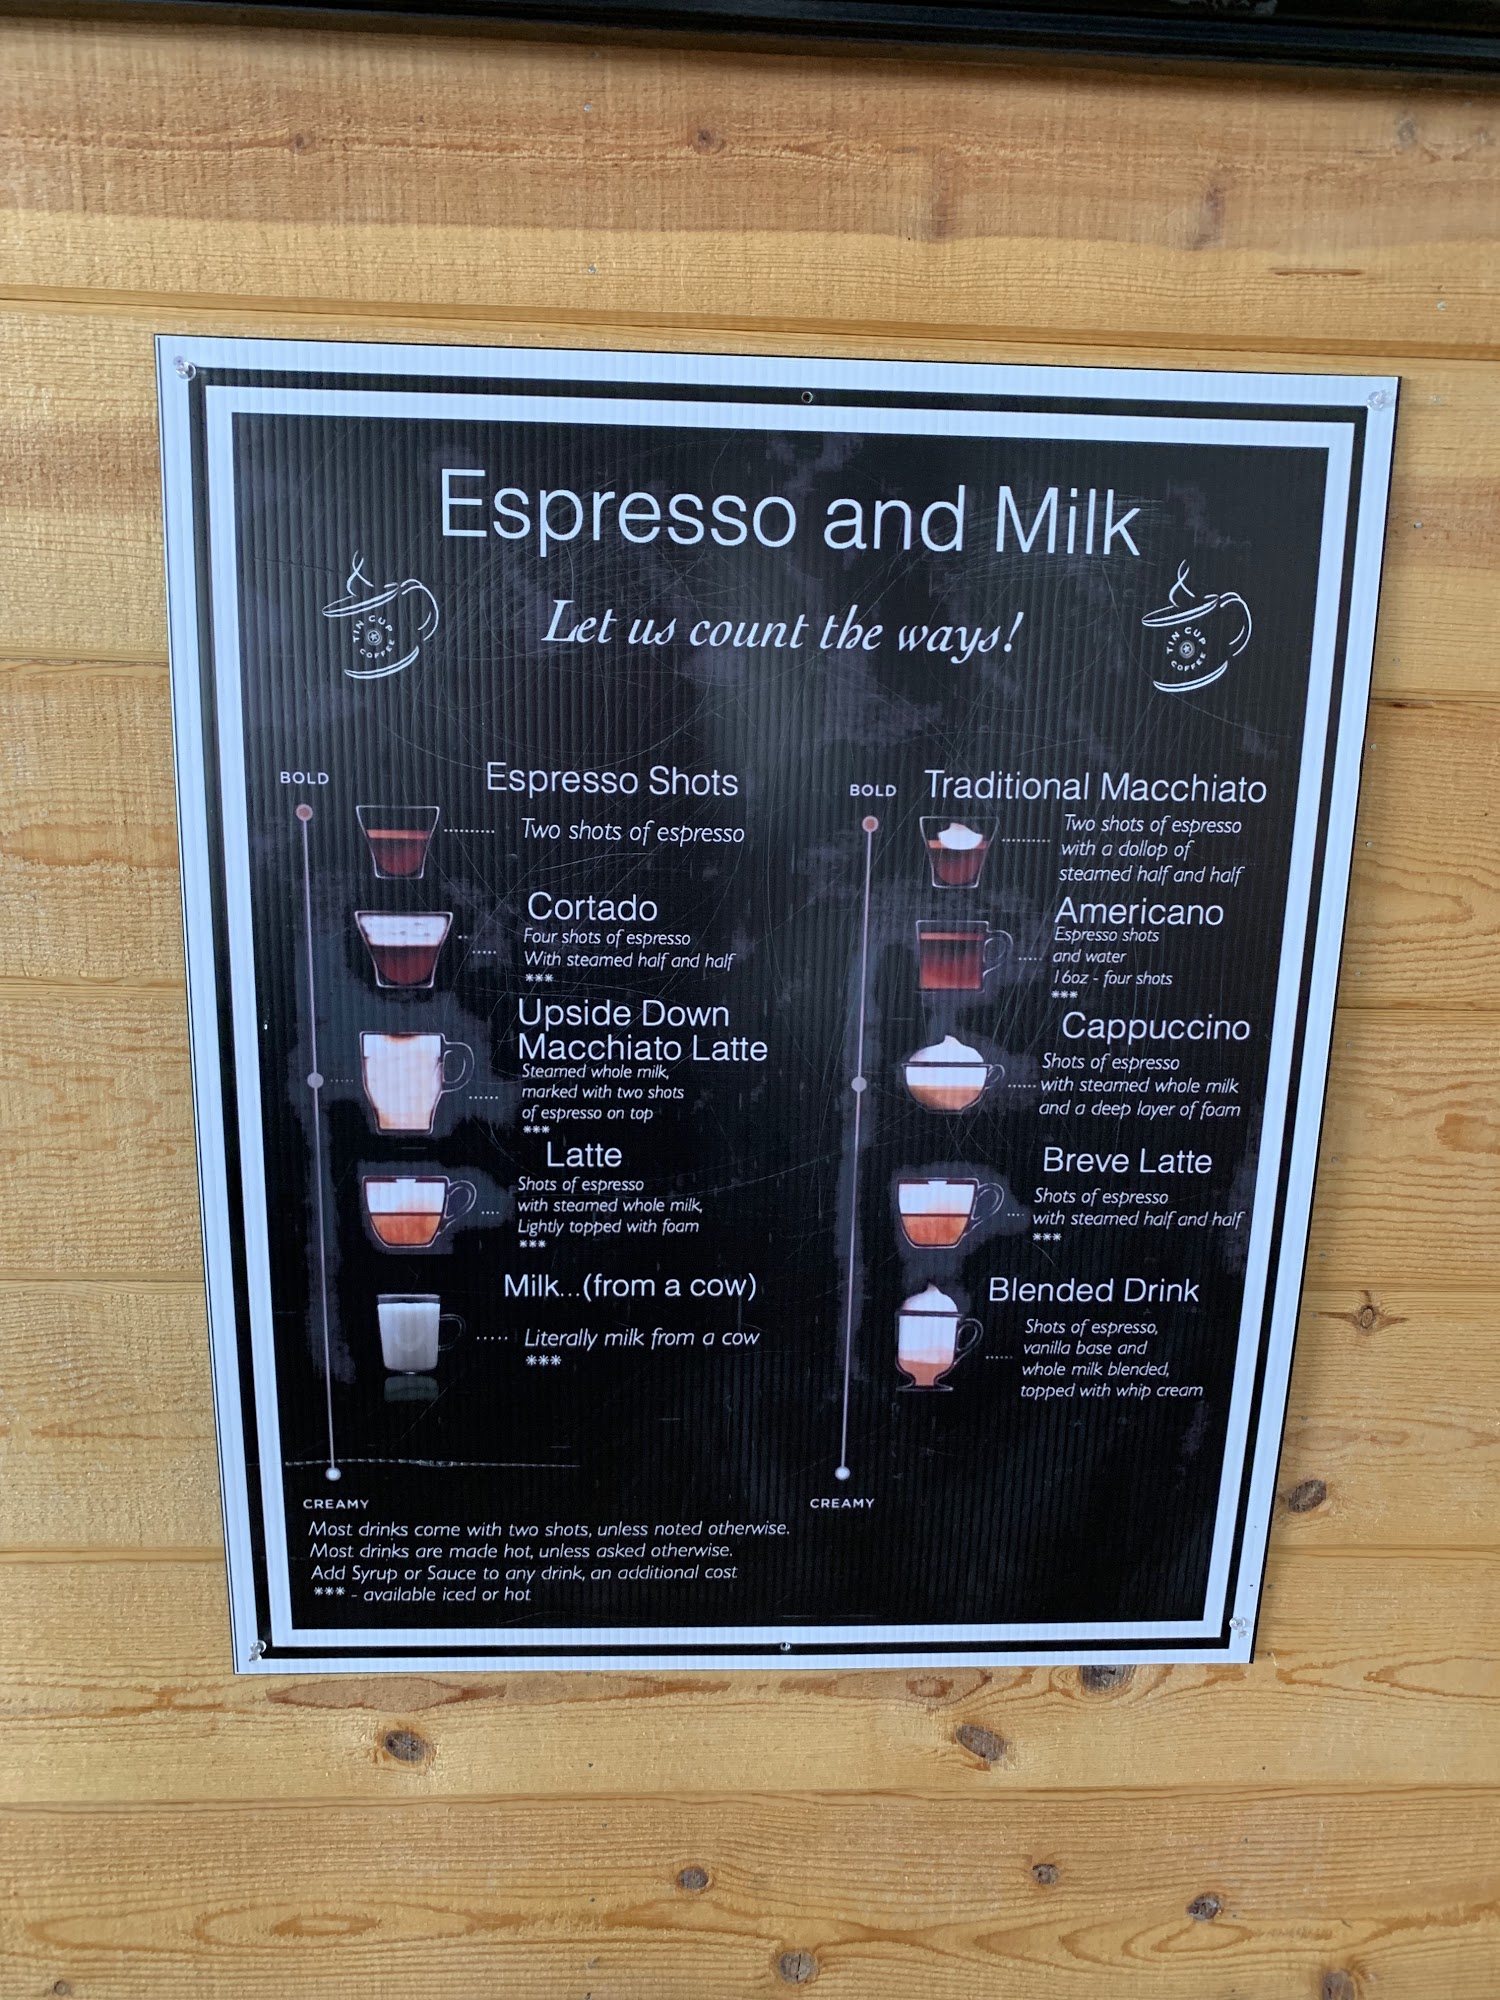 Espresso and Milk
Let us count the ways!
TIN CUP
COFFEE
TIN CUP
COFFEE
BOLD
Espresso Shots
Two shots of espresso
Cortado
Four shots of espresso
With steamed half and half
***
Upside Down
Macchiato Latte
Steamed whole milk,
marked with two shots
of espresso on top
***
Latte
Shots of espresso
with steamed whole milk,
Lightly topped with foam
***
Milk...(from a cow)
Literally milk from a cow
***
CREAMY
BOLD
Traditional Macchiato
Two shots of espresso
with a dollop of
steamed half and half
Americano
Espresso shots
and water
16oz - four shots
***
Cappuccino
Shots of espresso
with steamed whole milk
and a deep layer of foam
Breve Latte
Shots of espresso
with steamed half and half
***
Blended Drink
Shots of espresso,
vanilla base and
whole milk blended,
topped with whip cream
CREAMY
Most drinks come with two shots, unless noted otherwise.
Most drinks are made hot, unless asked otherwise.
Add Syrup or Sauce to any drink, an additional cost
*** - available iced or hot